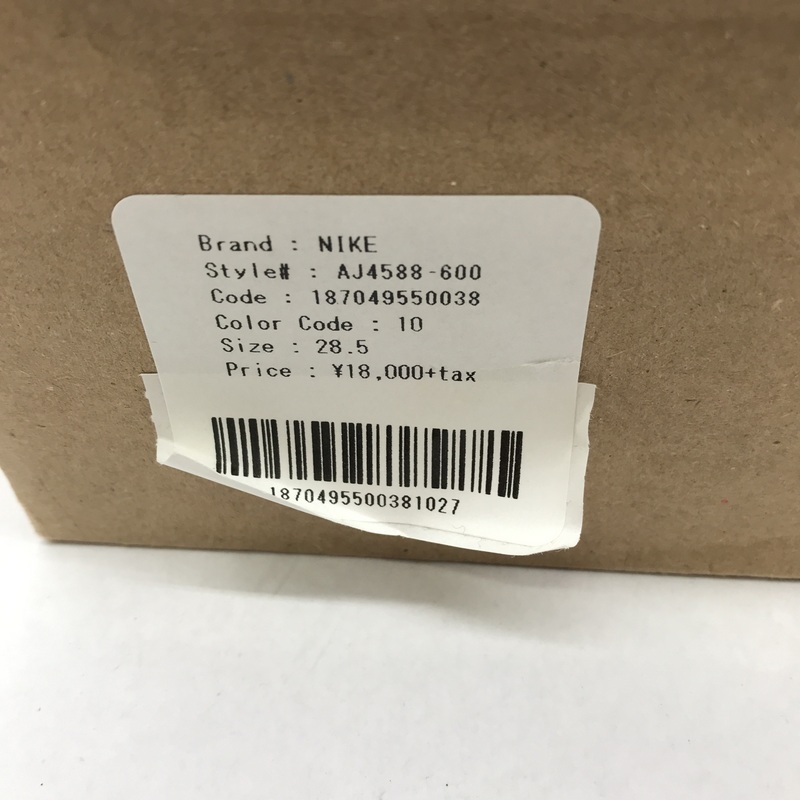 Brand : NIKE
Style# : AJ4588-600
Code : 187049550038
Color Code : 10
Size : 28.5
Price : ¥18,000+tax
1870495500381027